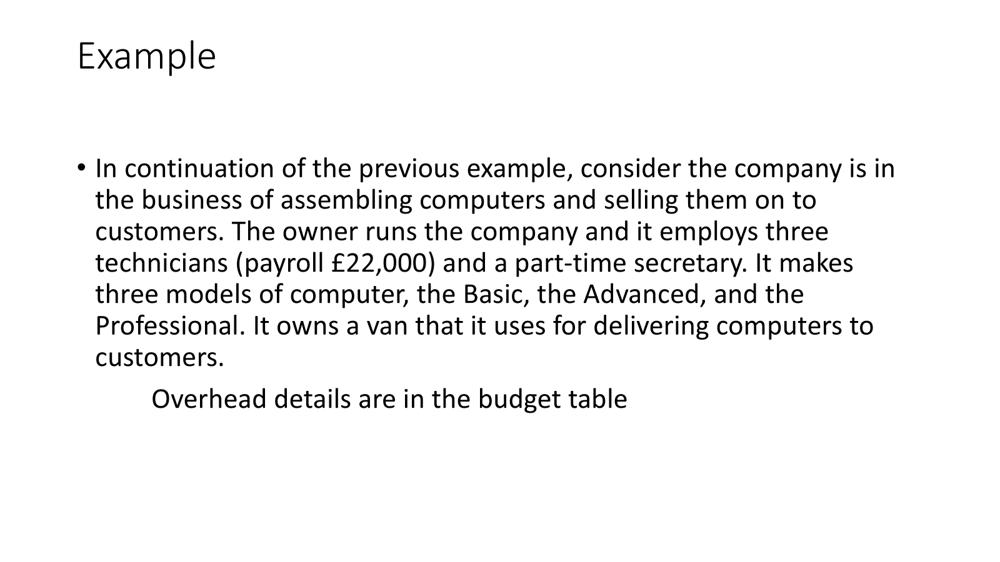 Example
• In continuation of the previous example, consider the company is in
the business of assembling computers and selling them on to
customers. The owner runs the company and it employs three
technicians (payroll £22,000) and a part-time secretary. It makes
three models of computer, the Basic, the Advanced, and the
Professional. It owns a van that it uses for delivering computers to
customers.
Overhead details are in the budget table